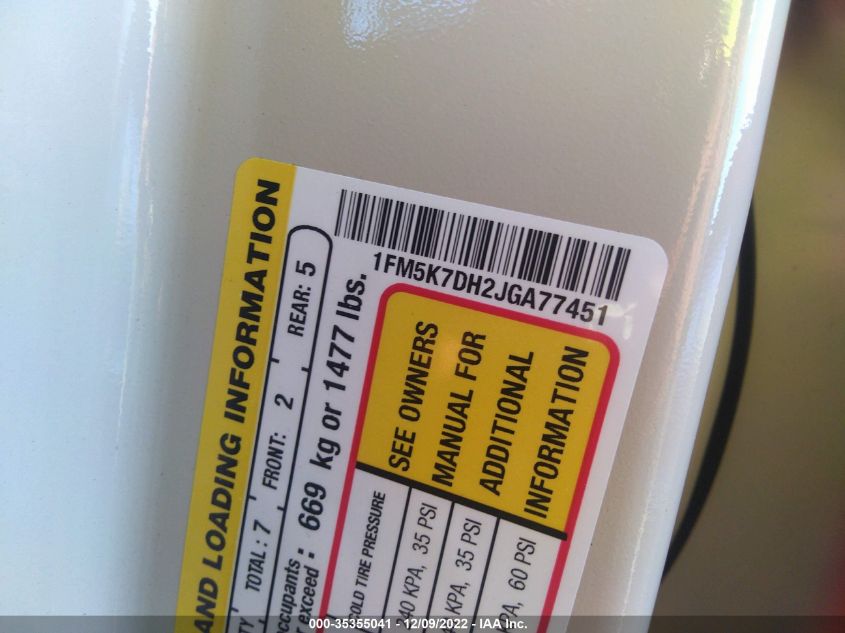 AND LOADING INFORMATION
TOTAL: 7 FRONT: 2 REAR: 5
exceed: 669 kg or 1477 lbs.
1FM5K7DH2JGA77451
COLD TIRE PRESSURE
SEE OWNERS
MANUAL FOR
ADDITIONAL
INFORMATION
40 KPA, 35 PSI
KPA, 35 PSI
60 PSI
000-35355041 - 12/09/2022 - IAA Inc.